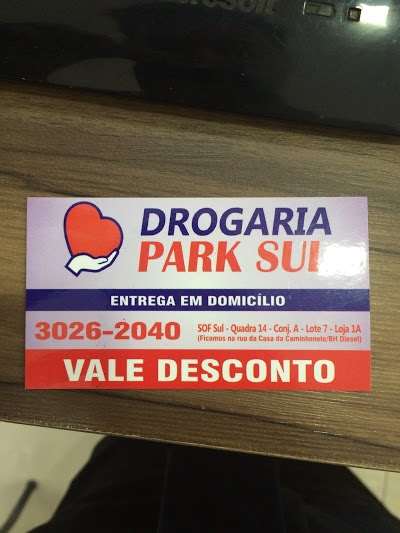 DROGARIA
PARK SUL
ENTREGA EM DOMICÍLIO
3026-2040
SOF Sul - Quadra 14 - Conj. A - Lote 7 - Loja 1A
(Ficamos na rua da Casa da Caminhonete/BH Diesel)
VALE DESCONTO